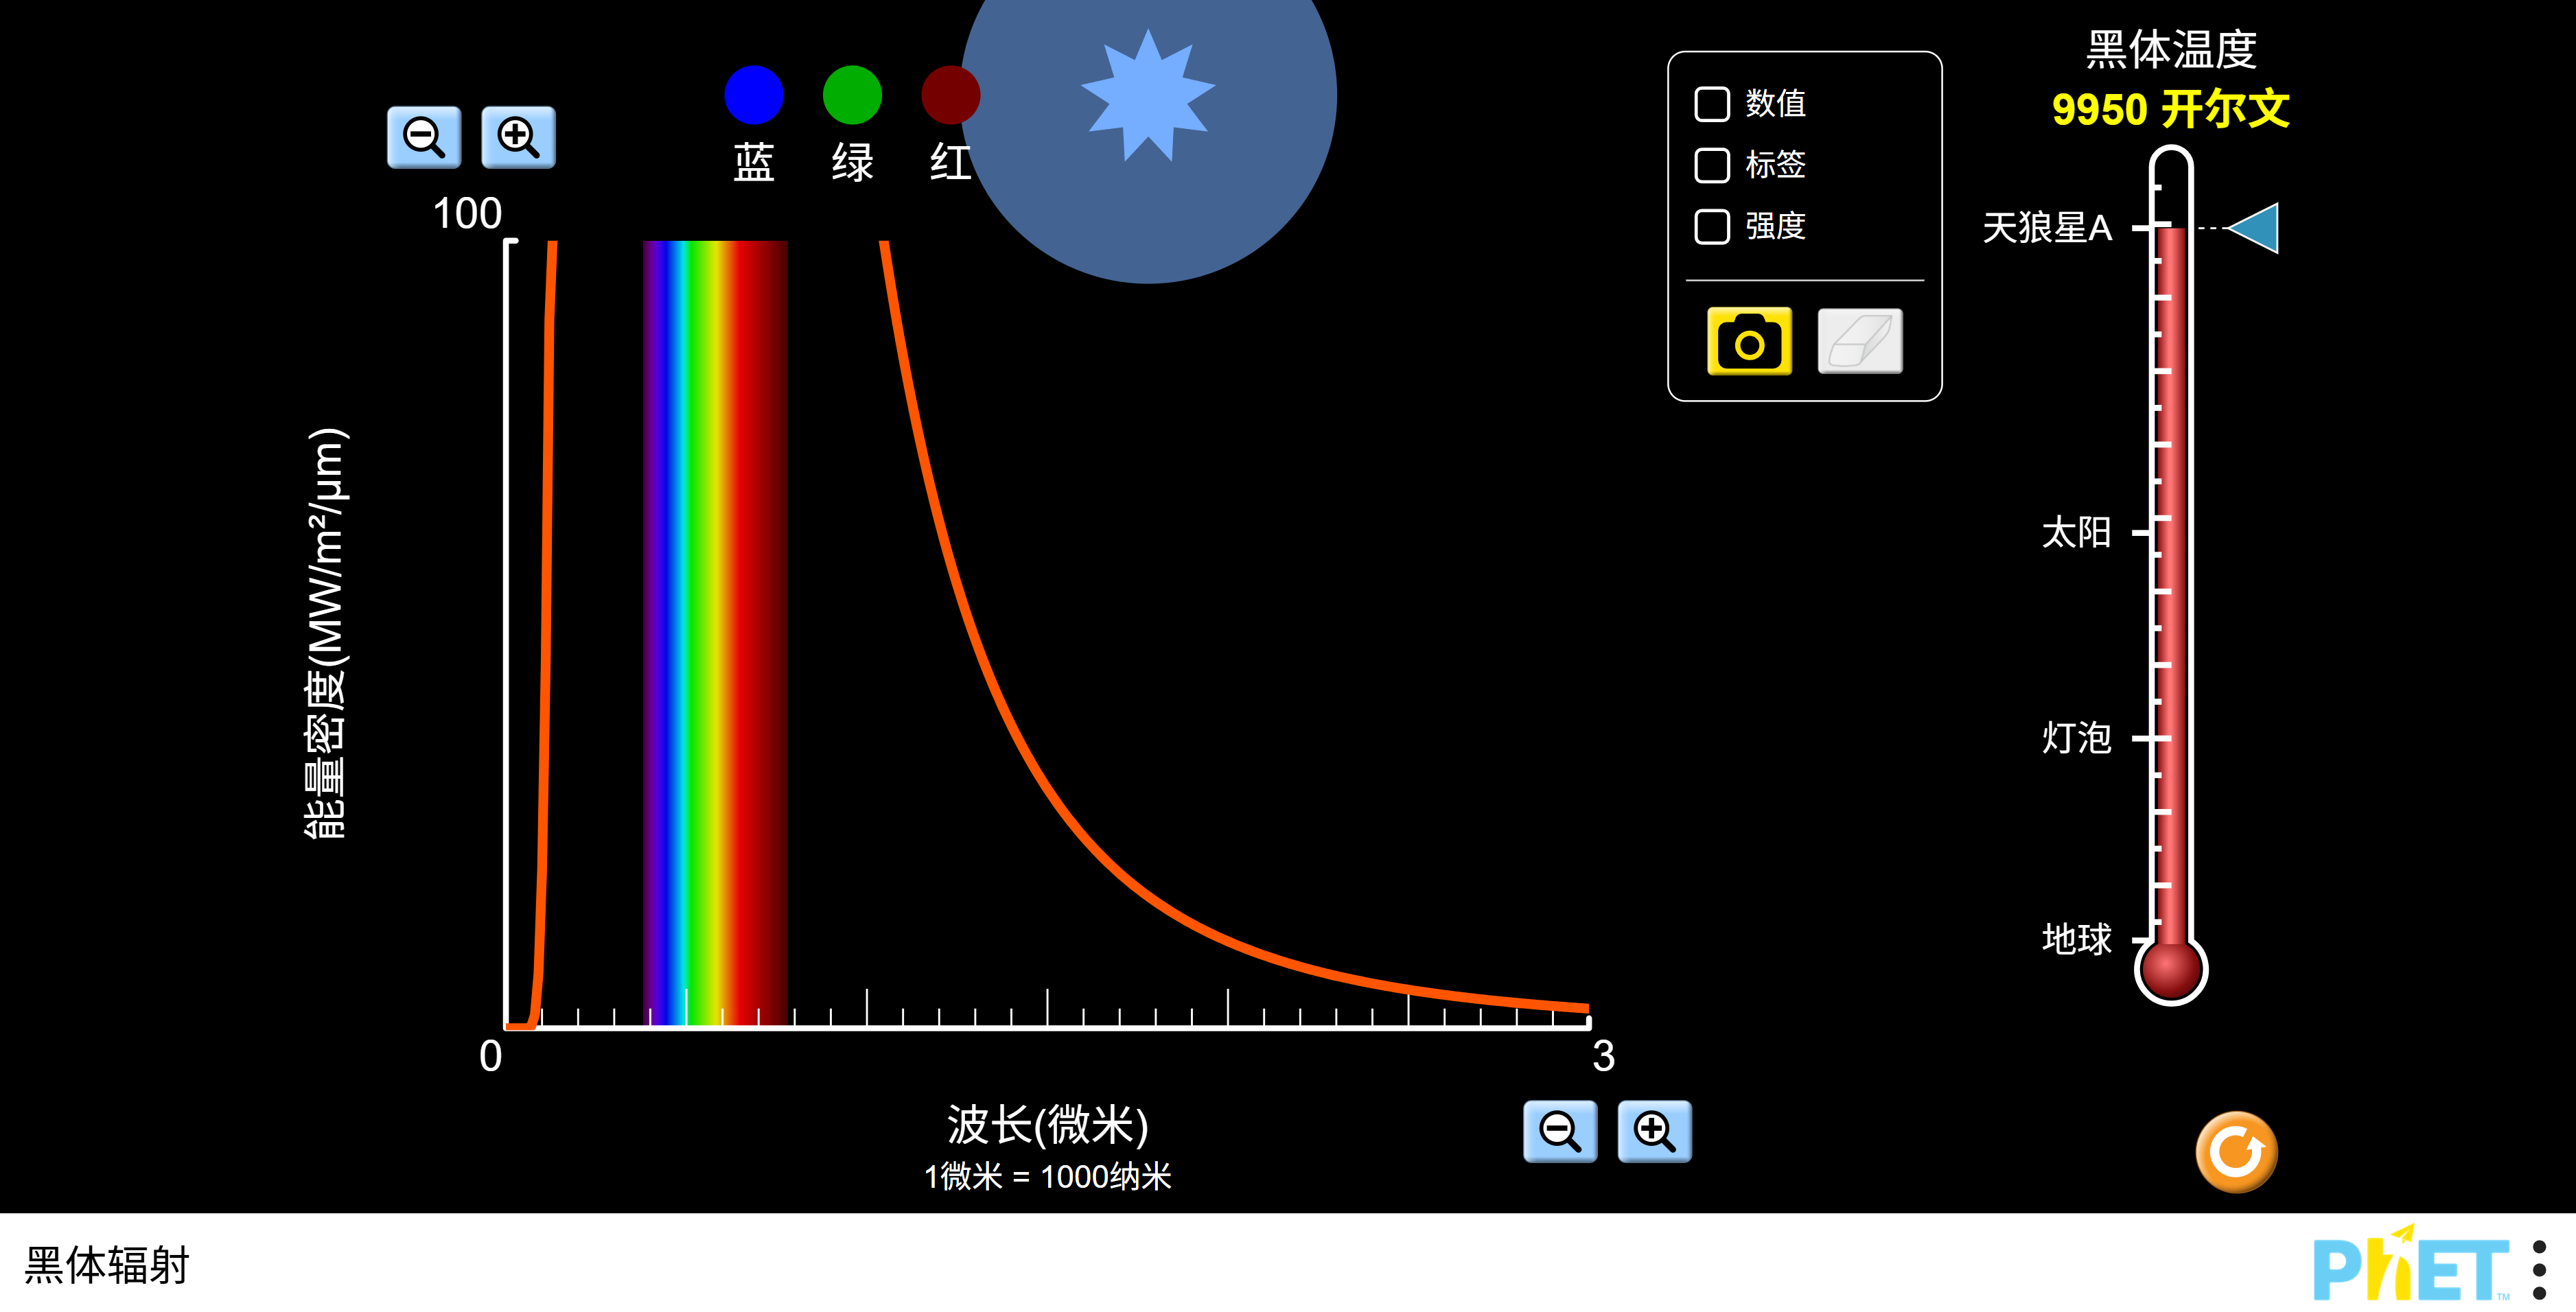 黑体温度
9950 开尔文
蓝 绿 红
数值
标签
强度
100
天狼星A
太阳
灯泡
地球
能量密度(MW/m²/μm)
0
3
波长(微米)
1微米 = 1000纳米
黑体辐射
PhET™